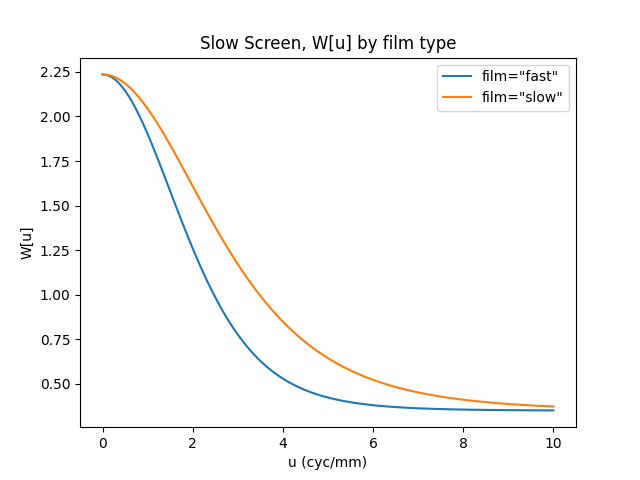 Slow Screen, W[u] by film type
film="fast"
film="slow"
W[u]
2.25
2.00
1.75
1.50
1.25
1.00
0.75
0.50
0 2 4 6 8 10
u (cyc/mm)